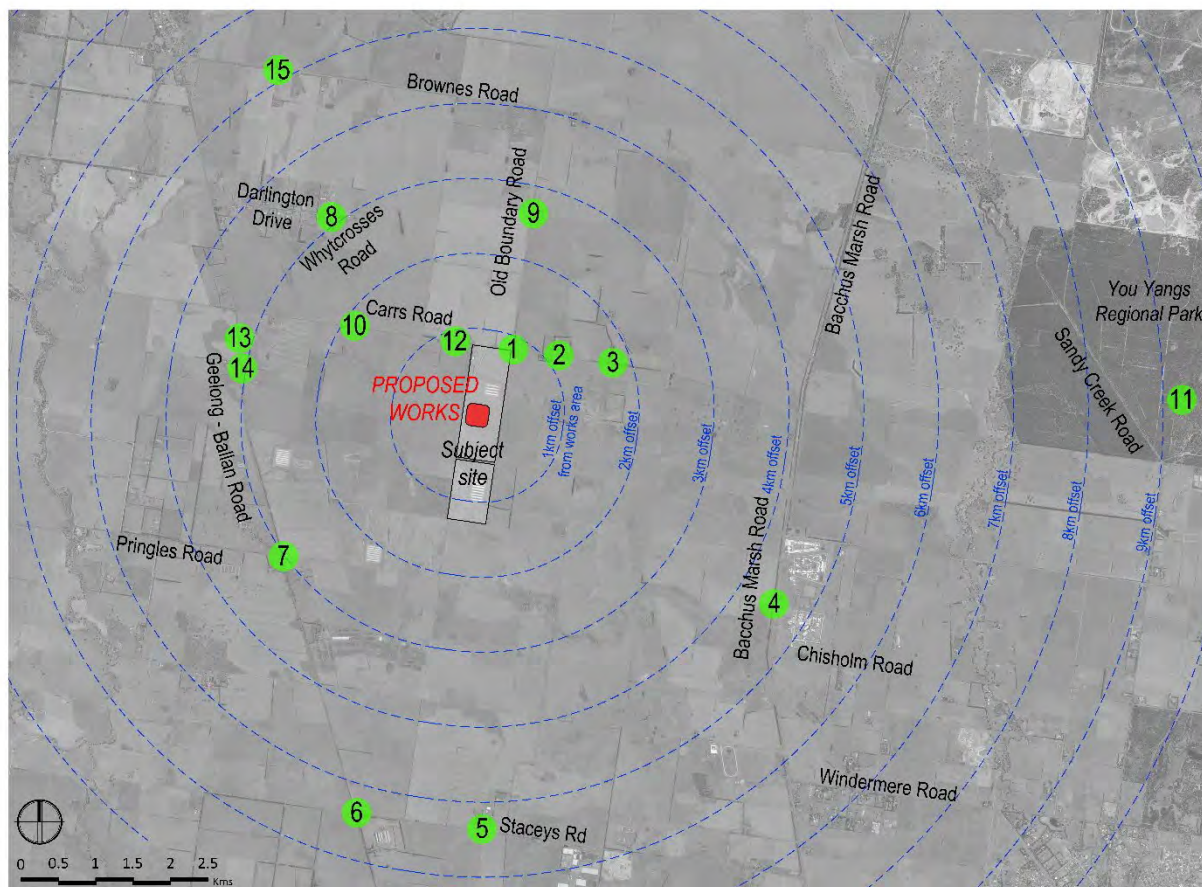 15
Brownes Road
Darlington
Drive
8
Whytcrosses
Road
Old Boundary Road
9
Bacchus Marsh Road
You Yangs
Regional Park
Sandy Creek Road
11
13
14
10
Carrs Road
12
1
2
3
PROPOSED
WORKS
Subject
site
1km offset
from works area
2km offset
3km offset
4km offset
5km offset
6km offset
7km offset
8km offset
9km offset
Geelong - Ballan Road
Pringles Road
7
Bacchus Marsh Road
4
Chisholm Road
Windermere Road
6
5
Staceys Rd
0 0.5 1 1.5 2 2.5
Kms